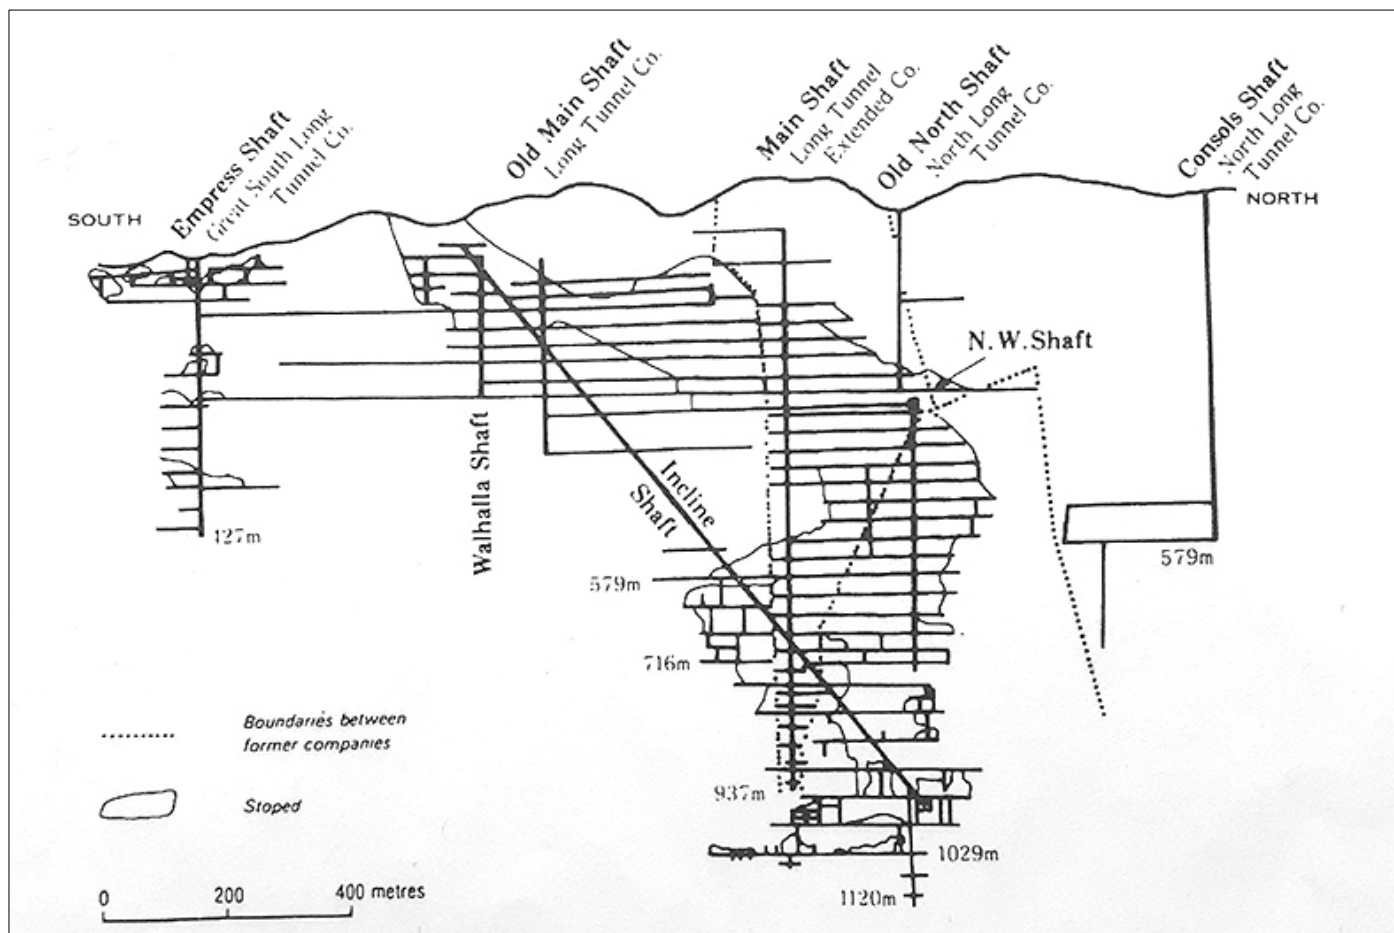 Empress Shaft
Great South Long
Tunnel Co.
Old Main Shaft
Long Tunnel Co.
Main Shaft
Long Tunnel
Extended Co.
Old North Shaft
North Long
Tunnel Co.
Consols Shaft
North Long
Tunnel Co.
SOUTH
NORTH
N.W.Shaft
Walhalla Shaft
Incline
Shaft
427m
579m
579m
716m
937m
1029m
1120m
Boundaries between
former companies
Stoped
0 200 400 metres